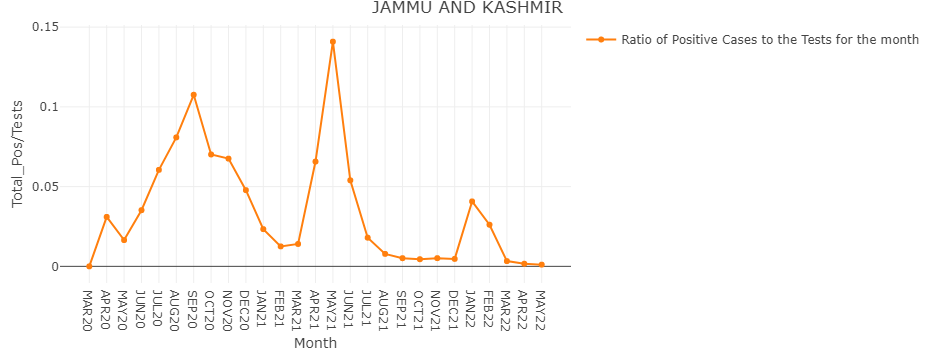 JAMMU AND KASHMIR
0.15
0.1
0.05
0
Total_Pos/Tests
MAR20
APR20
MAY20
JUN20
JUL20
AUG20
SEP20
OCT20
NOV20
DEC20
JAN21
FEB21
MAR21
APR21
MAY21
JUN21
JUL21
AUG21
SEP21
OCT21
NOV21
DEC21
JAN22
FEB22
MAR22
APR22
MAY22
Month
Ratio of Positive Cases to the Tests for the month